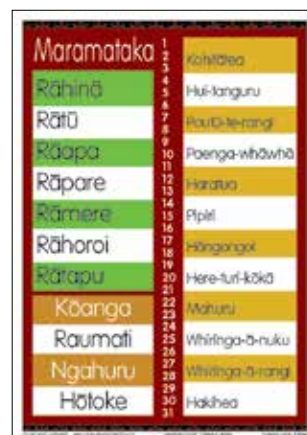 Maramataka
Rāhinā
Rātū
Rāapa
Rāpare
Rāmere
Rāhoroi
Rātapu
Kōanga
Raumati
Ngahuru
Hōtoke
1
2
3
4
5
6
7
8
9
10
11
12
13
14
15
16
17
18
19
20
21
22
23
24
25
26
27
28
29
30
31
Kohitātea
Hui-tanguru
Poutū-te-rangi
Paenga-whāwhā
Haratua
Pipiri
Hōngongoi
Here-turi-kōkā
Mahuru
Whiringa-ā-nuku
Whiringa-ā-rangi
Hakihea